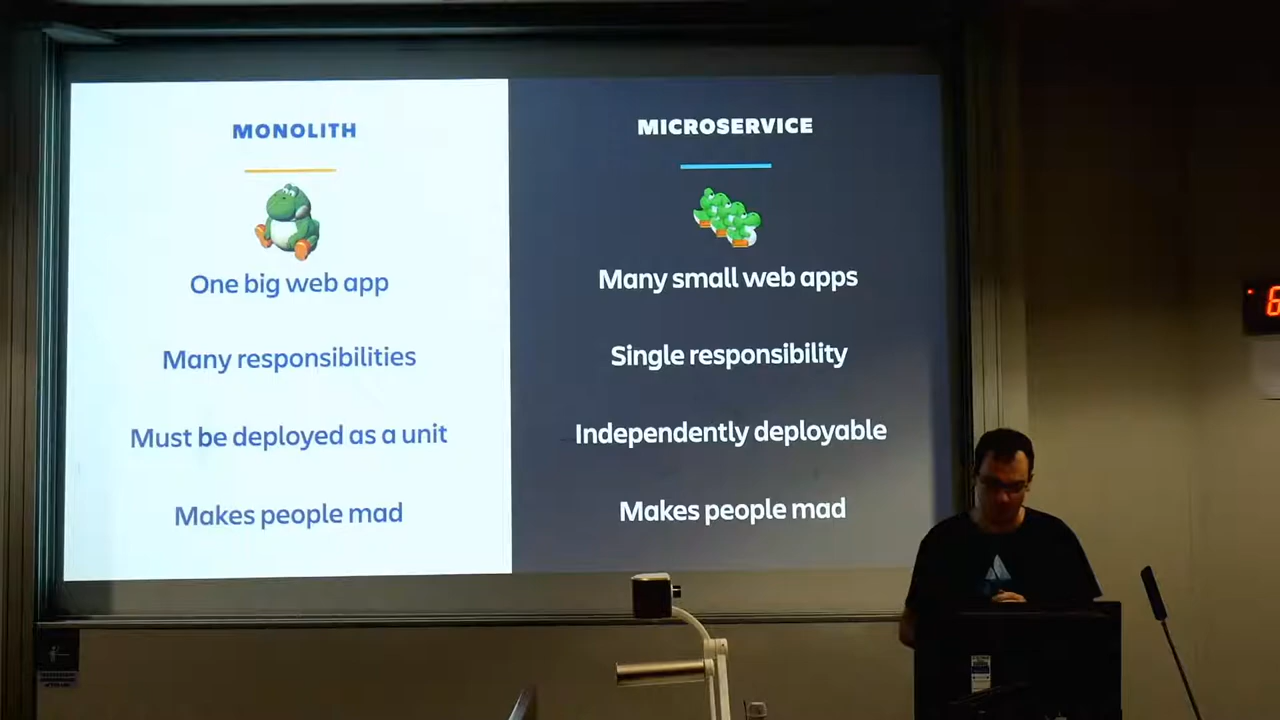 MONOLITH
One big web app
Many responsibilities
Must be deployed as a unit
Makes people mad
MICROSERVICE
Many small web apps
Single responsibility
Independently deployable
Makes people mad